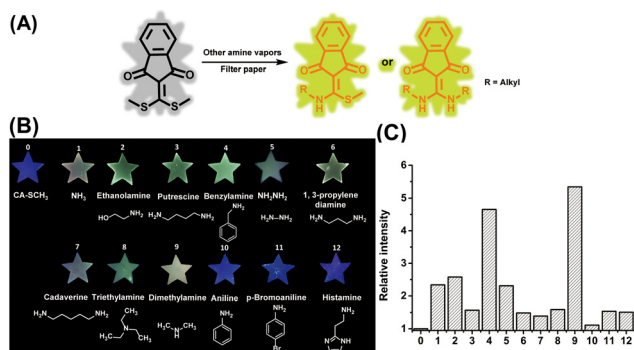 (A)
O
O
S
S
Other amine vapors
Filter paper
O
O
R
N
H
S
or
O
O
R
N
H
N
H
R
R = Alkyl
(B)
0
1
2
3
4
5
6
CA-SCH3
NH3
Ethanolamine
Putrescine
Benzylamine
NH2NH2
1, 3-propylene
diamine
HO
NH2
H2N
NH2
NH2
H2N—NH2
H2N
NH2
7
8
9
10
11
12
Cadaverine
Triethylamine
Dimethylamine
Aniline
p-Bromoaniline
Histamine
H2N
NH2
N
H3C
N
H
CH3
NH2
NH2
Br
NH2
NH
(C)
Relative intensity
6
5
4
3
2
1
0 1 2 3 4 5 6 7 8 9 10 11 12